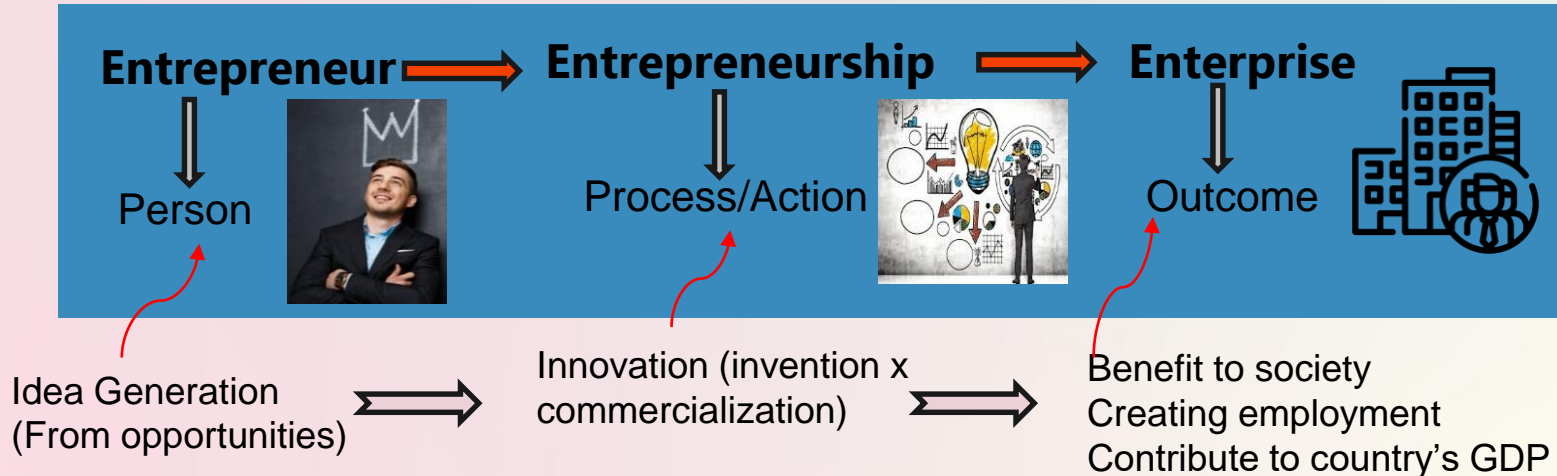 Entrepreneur
Entrepreneurship
Enterprise
Person
Process/Action
Outcome
Idea Generation
(From opportunities)
Innovation (invention x
commercialization)
Benefit to society
Creating employment
Contribute to country’s GDP